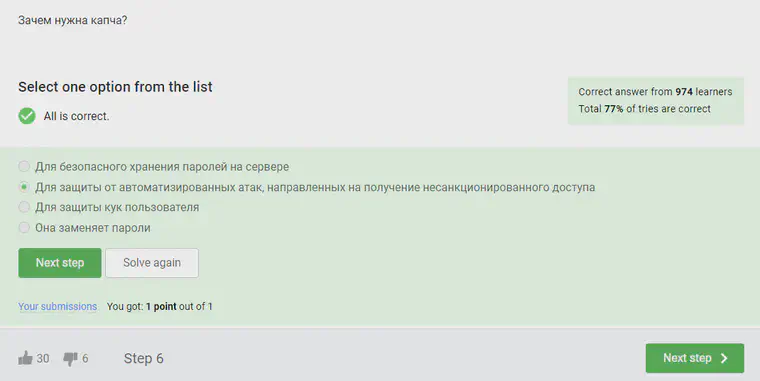 Зачем нужна капча?
Select one option from the list
Correct answer from 974 learners
Total 77% of tries are correct
All is correct.
Для безопасного хранения паролей на сервере
Для защиты от автоматизированных атак, направленных на получение несанкционированного доступа
Для защиты кук пользователя
Она заменяет пароли
Next step
Solve again
Your submissions You got: 1 point out of 1
30 6 Step 6 Next step